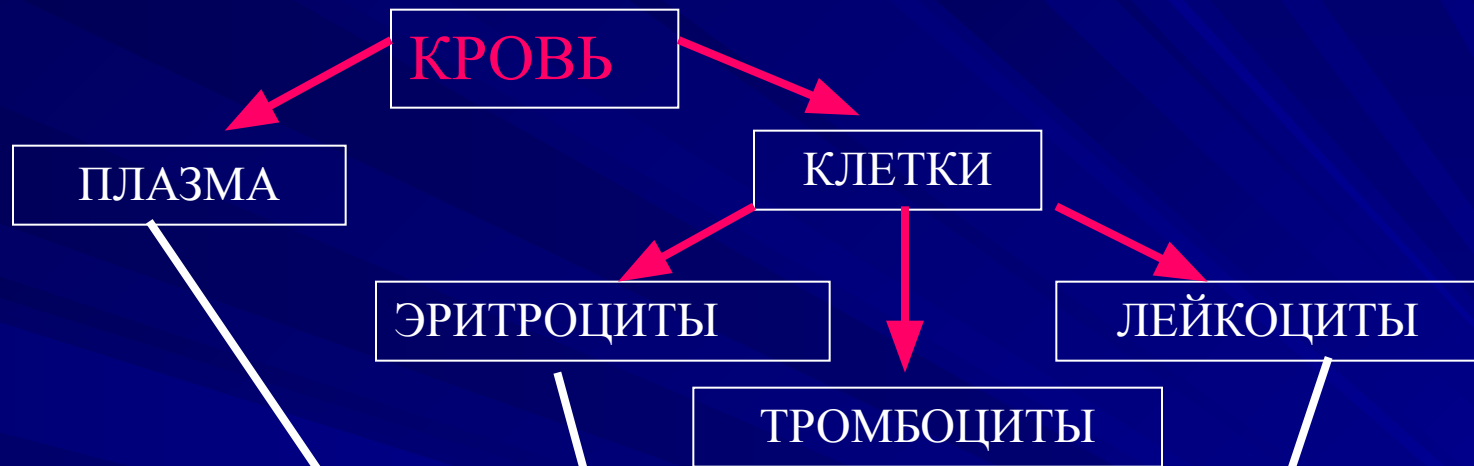 КРОВЬ
ПЛАЗМА
КЛЕТКИ
ЭРИТРОЦИТЫ
ЛЕЙКОЦИТЫ
ТРОМБОЦИТЫ